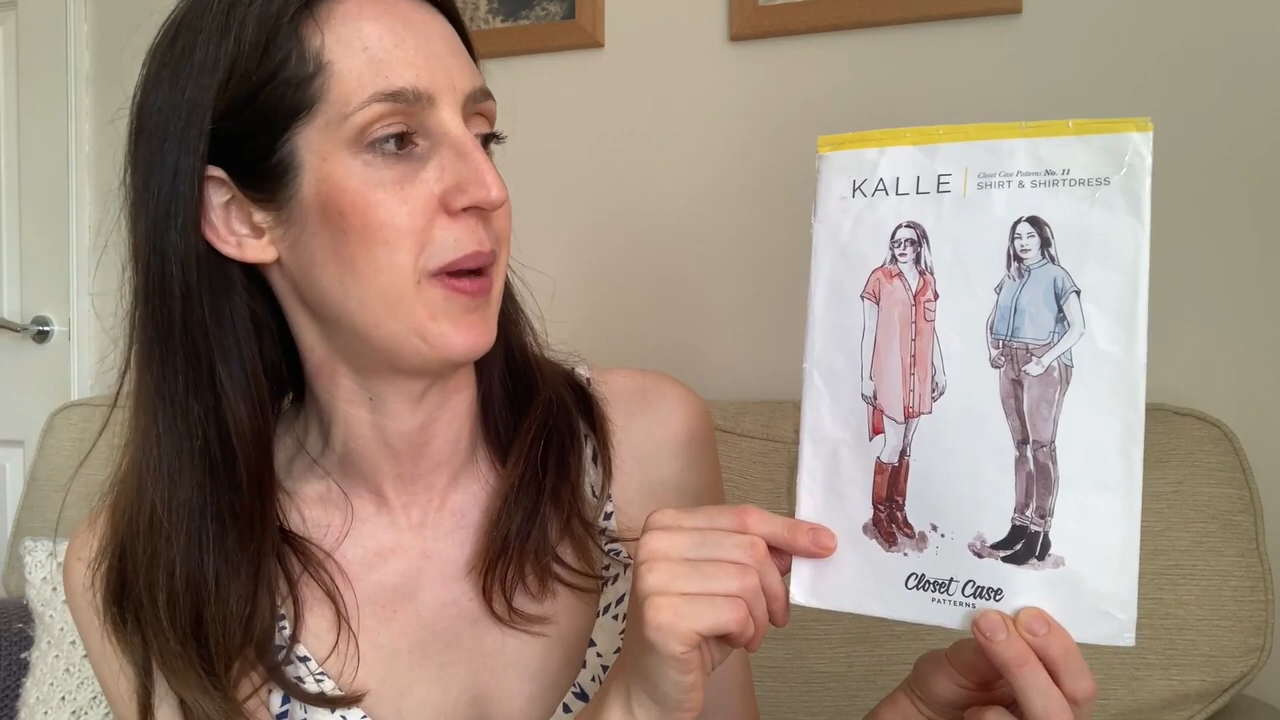 KALLE
Closet Case Patterns No. 11
SHIRT & SHIRTDRESS
Closet Case
PATTERNS